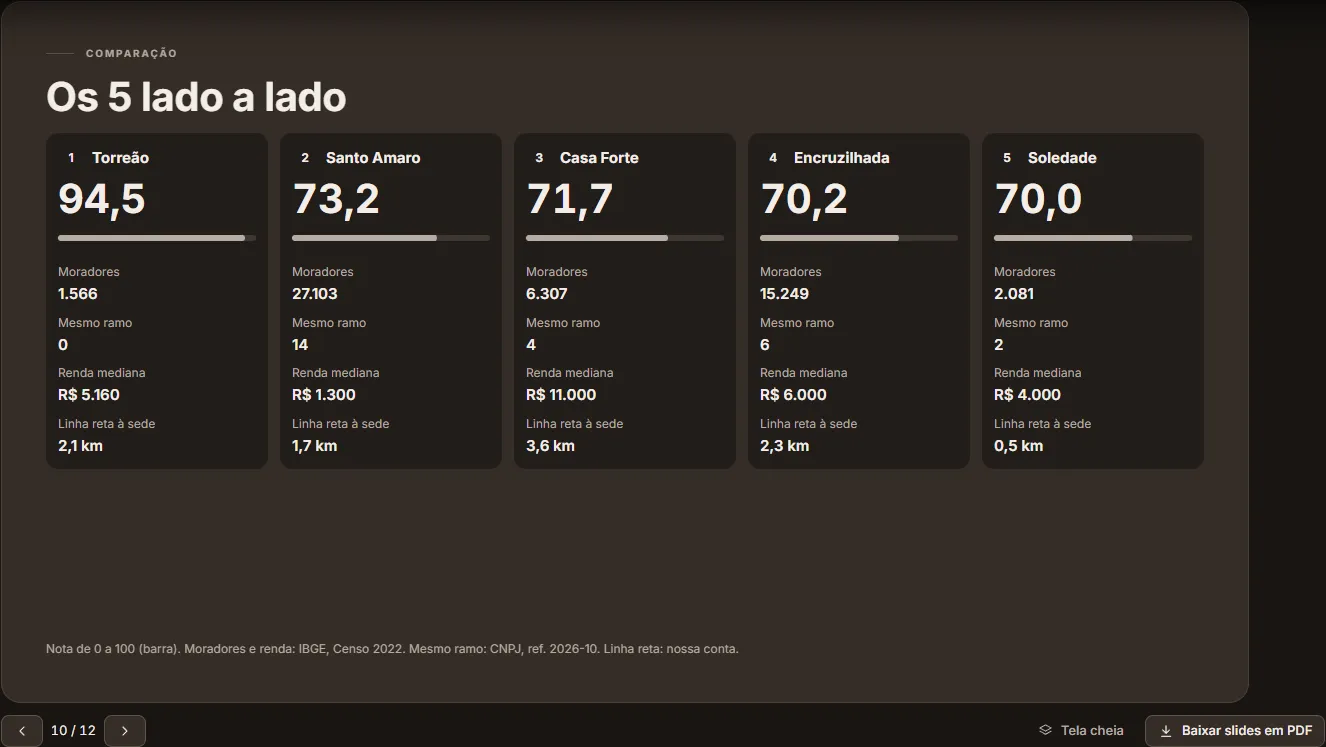 COMPARAÇÃO
Os 5 lado a lado
1 Torreão
94,5
Moradores
1.566
Mesmo ramo
0
Renda mediana
R$ 5.160
Linha reta à sede
2,1 km
2 Santo Amaro
73,2
Moradores
27.103
Mesmo ramo
14
Renda mediana
R$ 1.300
Linha reta à sede
1,7 km
3 Casa Forte
71,7
Moradores
6.307
Mesmo ramo
4
Renda mediana
R$ 11.000
Linha reta à sede
3,6 km
4 Encruzilhada
70,2
Moradores
15.249
Mesmo ramo
6
Renda mediana
R$ 6.000
Linha reta à sede
2,3 km
5 Soledade
70,0
Moradores
2.081
Mesmo ramo
2
Renda mediana
R$ 4.000
Linha reta à sede
0,5 km
Nota de 0 a 100 (barra). Moradores e renda: IBGE, Censo 2022. Mesmo ramo: CNPJ, ref. 2026-10. Linha reta: nossa conta.
10 / 12
Tela cheia
Baixar slides em PDF